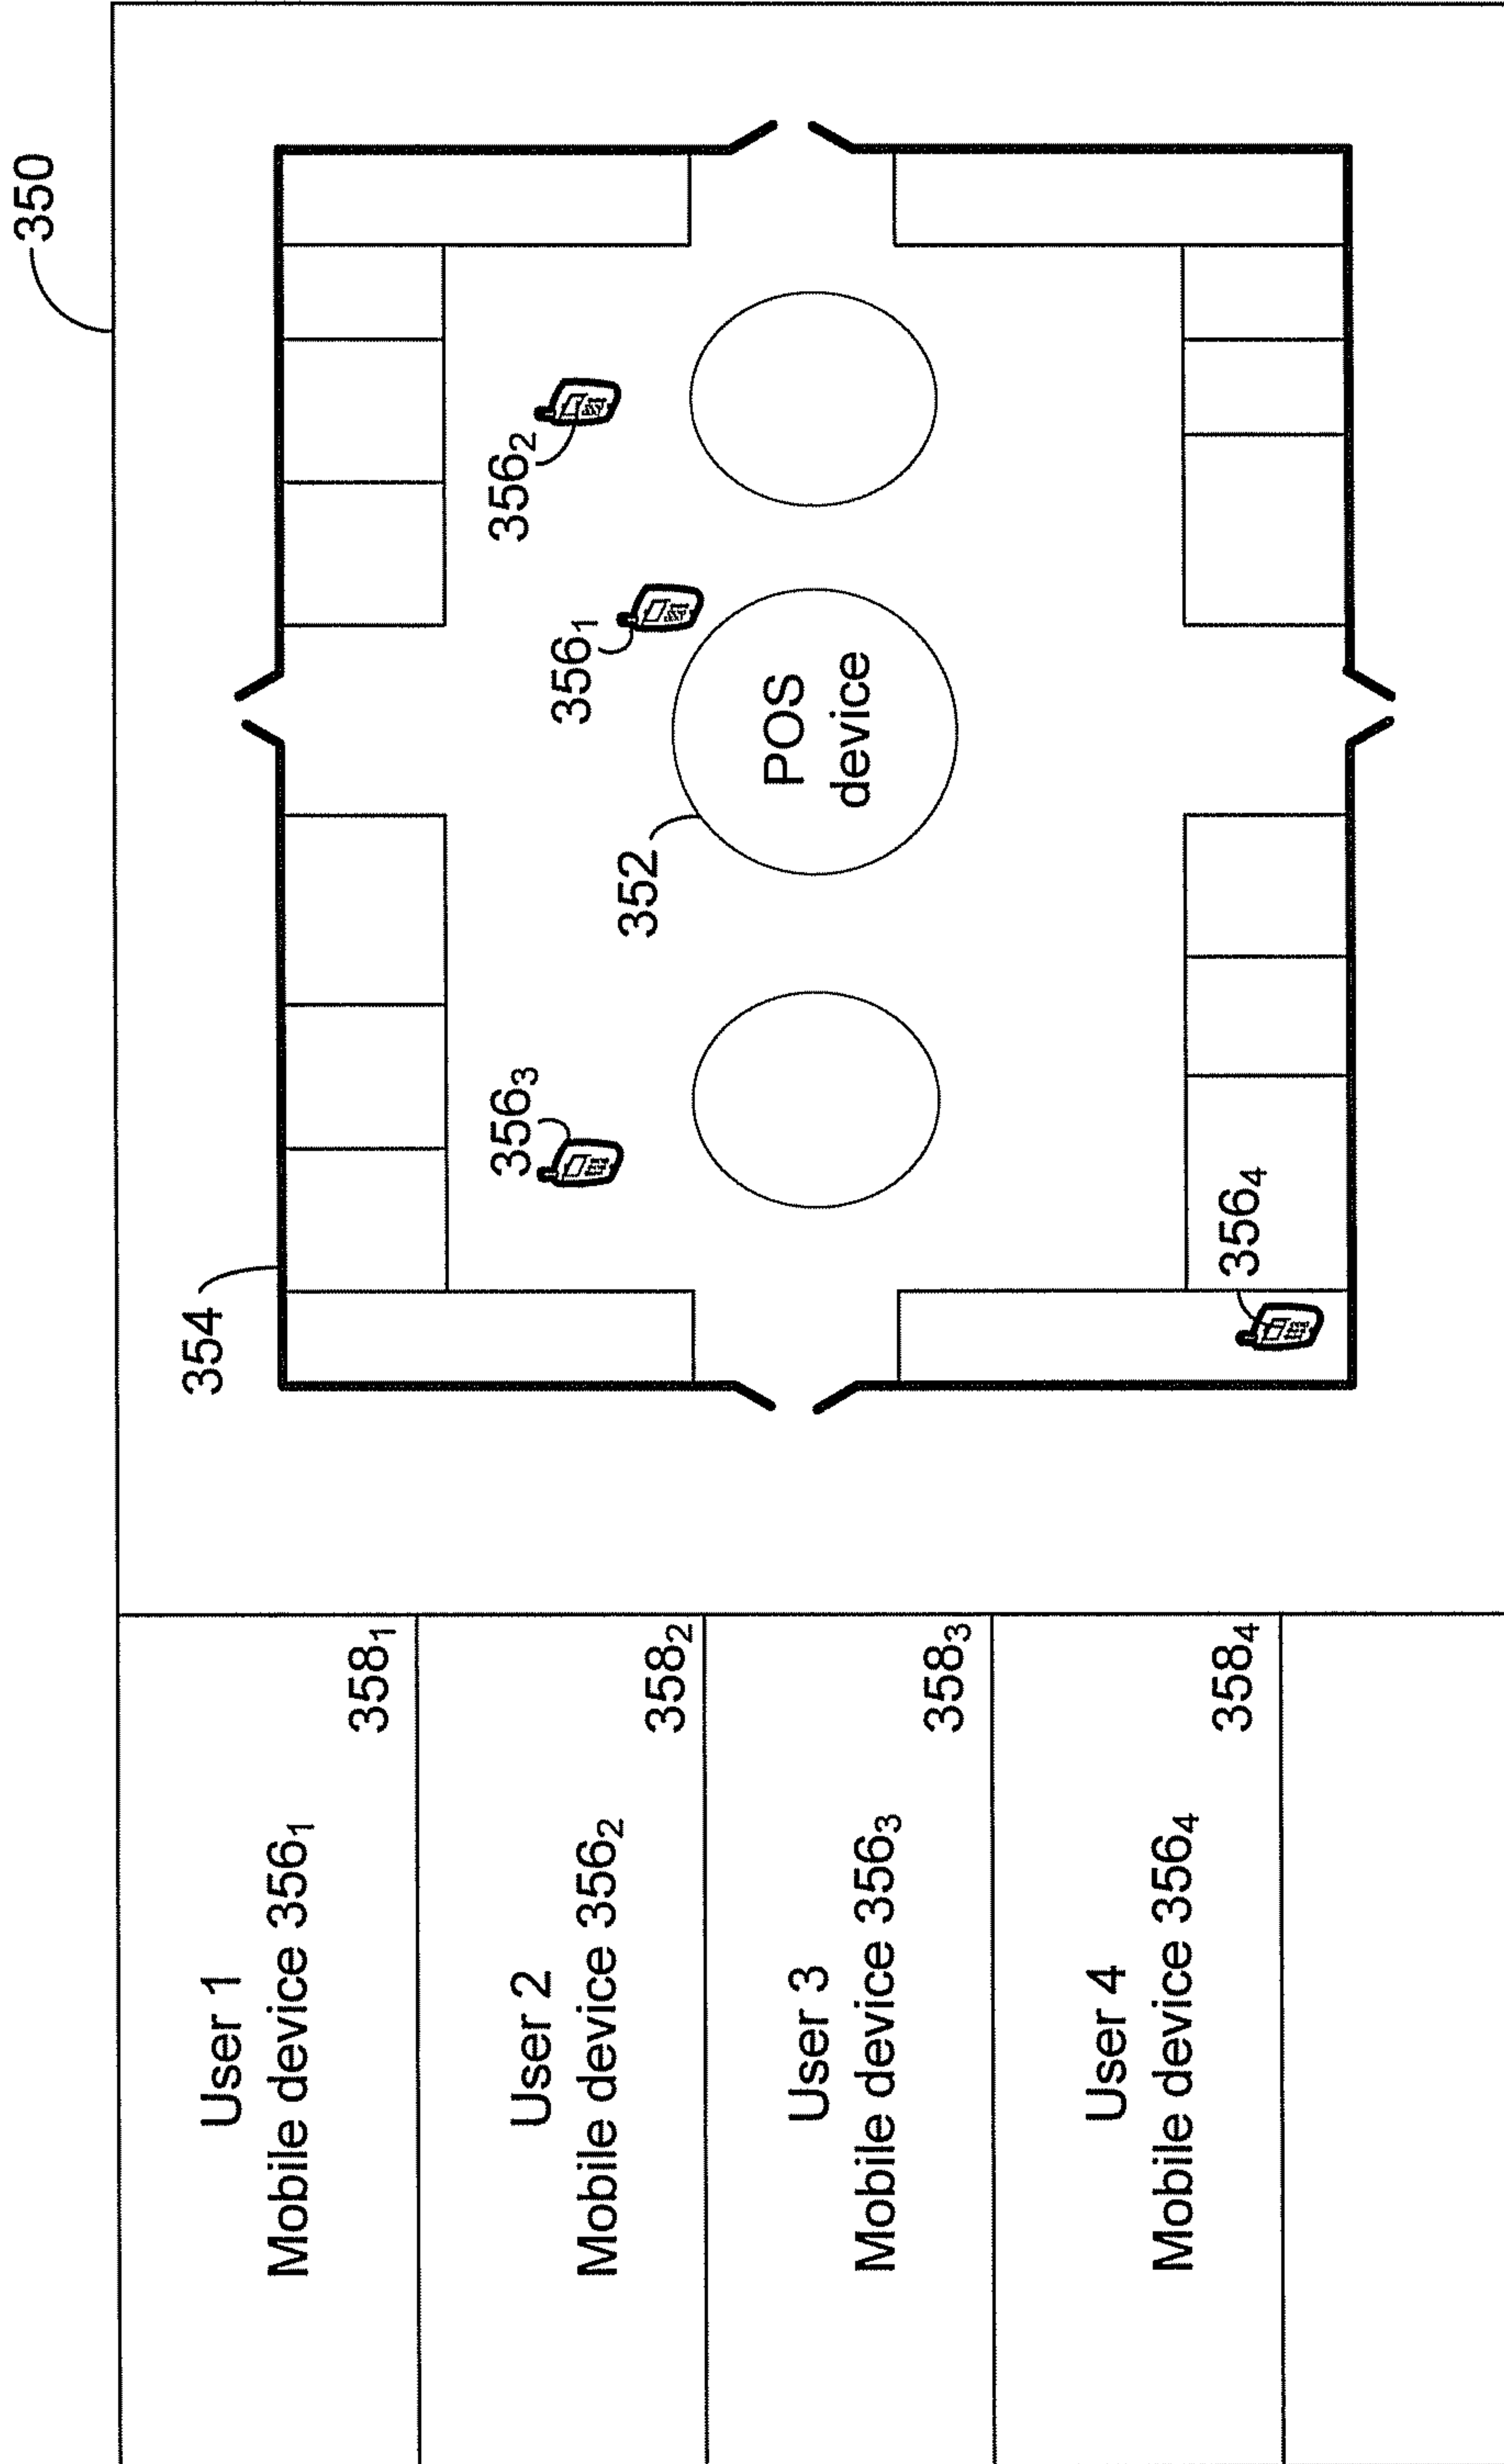 350
User 1
Mobile device 356₁
358₁
User 2
Mobile device 356₂
358₂
User 3
Mobile device 356₃
358₃
User 4
Mobile device 356₄
358₄
354
356₃
356₁
356₂
352
POS
device
356₄